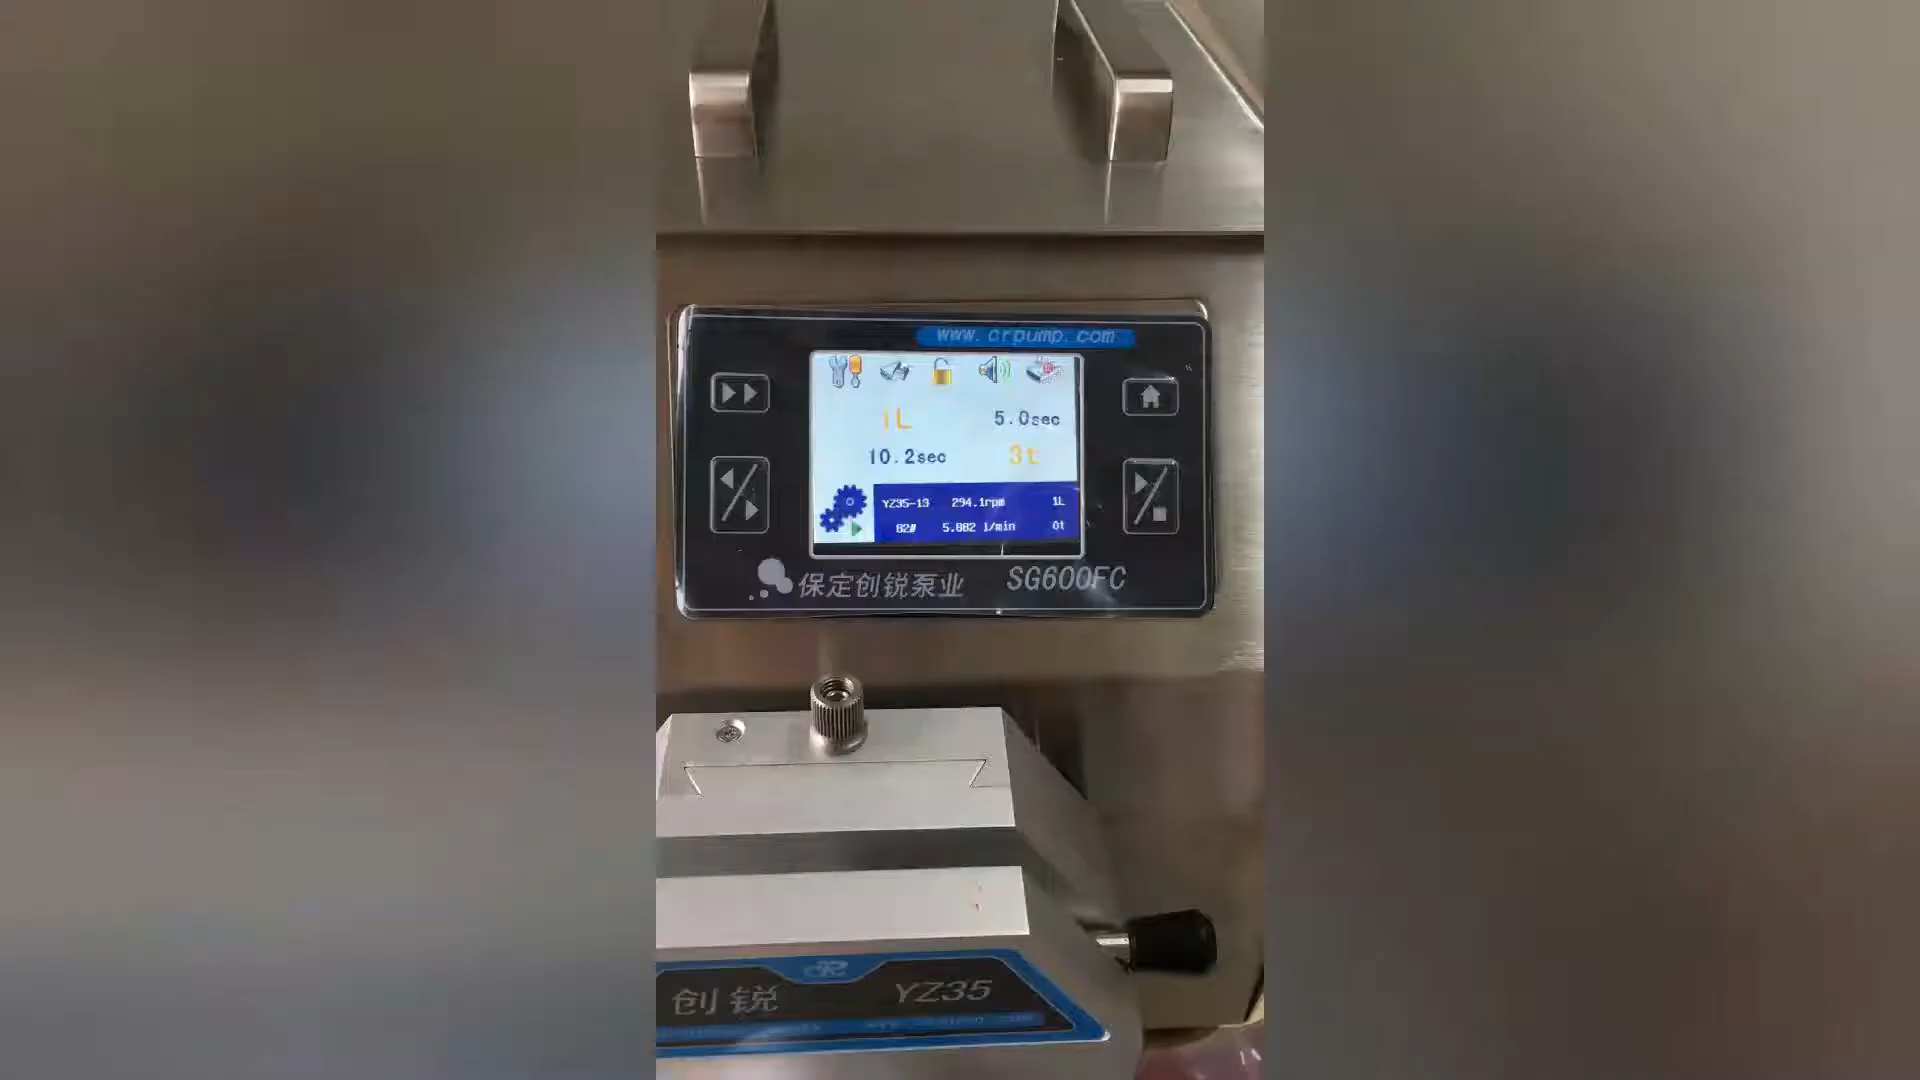 www.crpump.com
1L 5.0sec
10.2sec 3t
YZ35-13 294.1rpm 1L
82# 5.882 l/min 0t
保定创锐泵业 SG600FC
创锐 YZ35